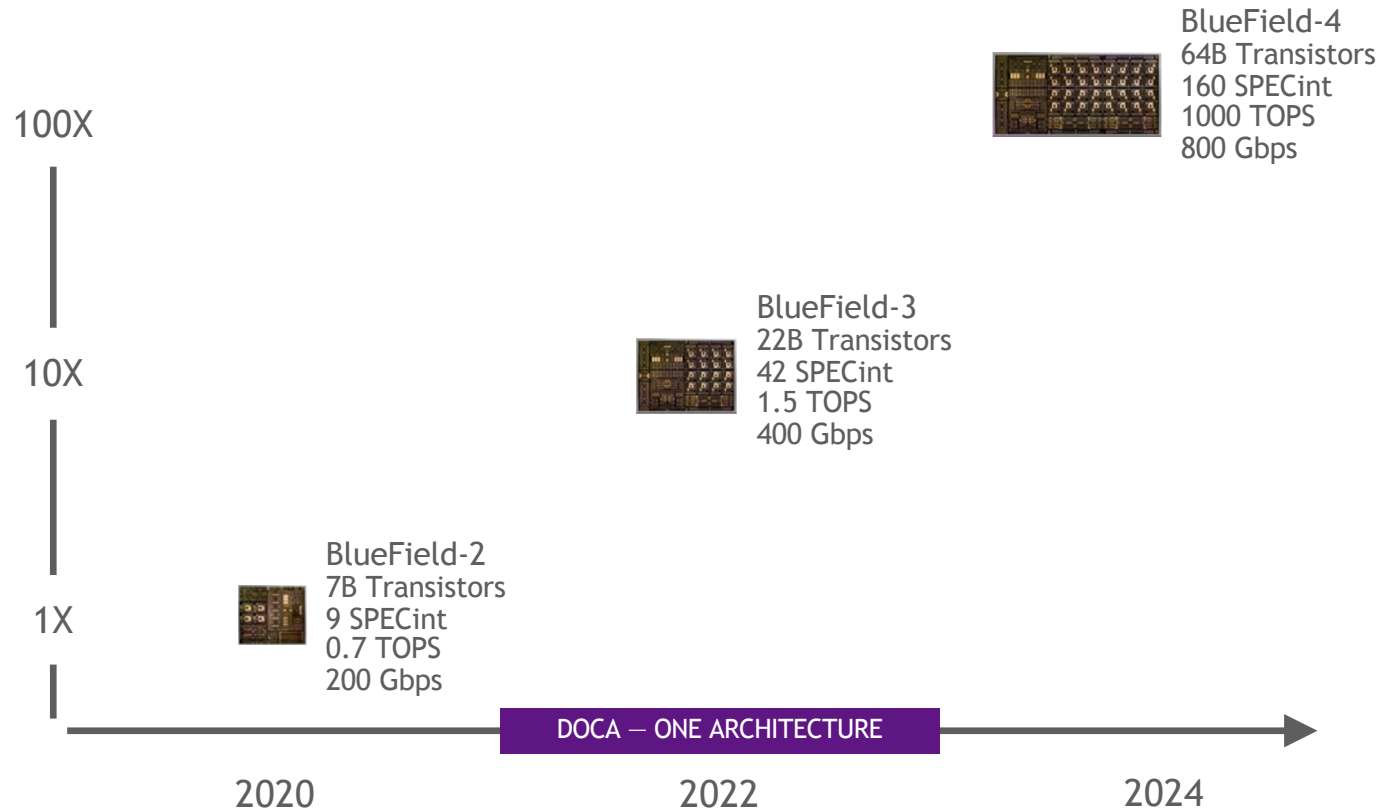 BlueField-4
64B Transistors
160 SPECint
1000 TOPS
800 Gbps
100X
BlueField-3
22B Transistors
42 SPECint
1.5 TOPS
400 Gbps
10X
BlueField-2
7B Transistors
9 SPECint
0.7 TOPS
200 Gbps
1X
DOCA — ONE ARCHITECTURE
2020
2022
2024